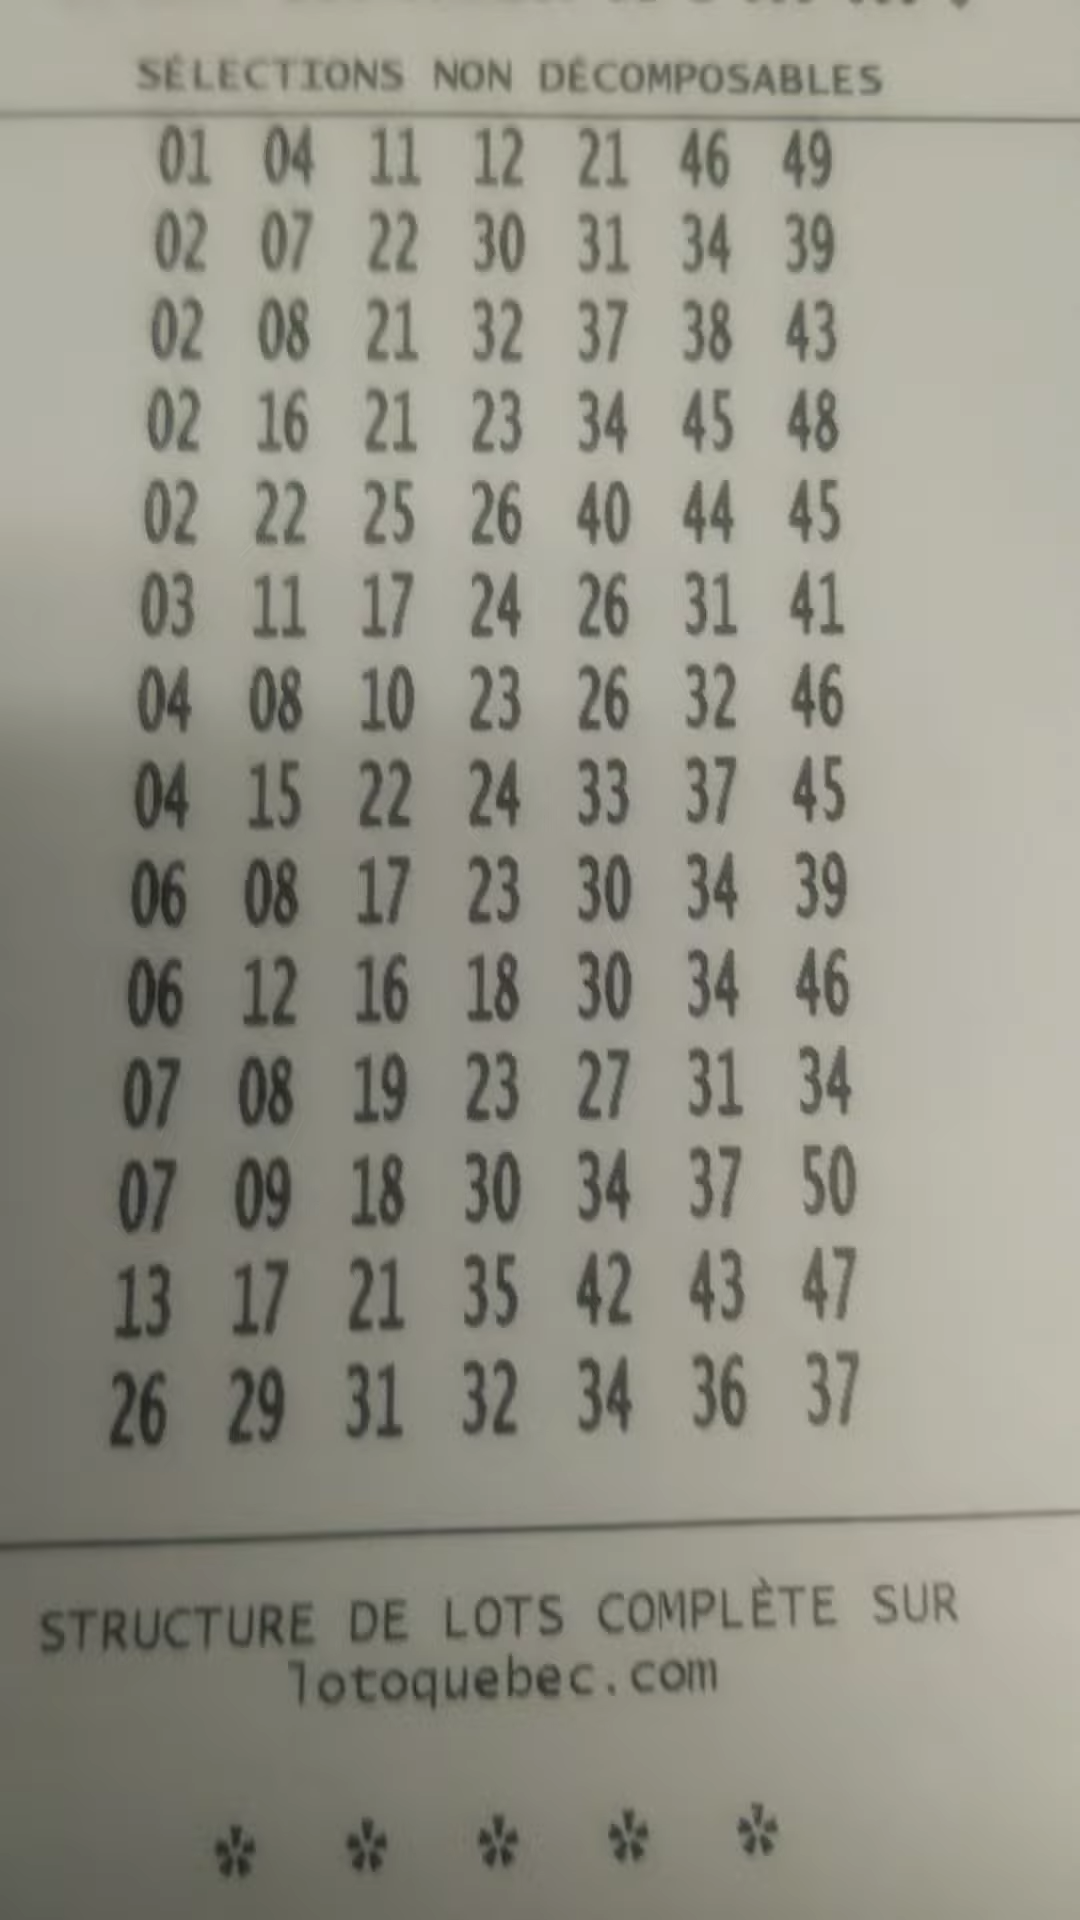 SÉLECTIONS NON DÉCOMPOSABLES
01 04 11 12 21 46 49
02 07 22 30 31 34 39
02 08 21 32 37 38 43
02 16 21 23 34 45 48
02 22 25 26 40 44 45
03 11 17 24 26 31 41
04 08 10 23 26 32 46
04 15 22 24 33 37 45
06 08 17 23 30 34 39
06 12 16 18 30 34 46
07 08 19 23 27 31 34
07 09 18 30 34 37 50
13 17 21 35 42 43 47
26 29 31 32 34 36 37
STRUCTURE DE LOTS COMPLÈTE SUR
lotoquebec.com
* * * * *